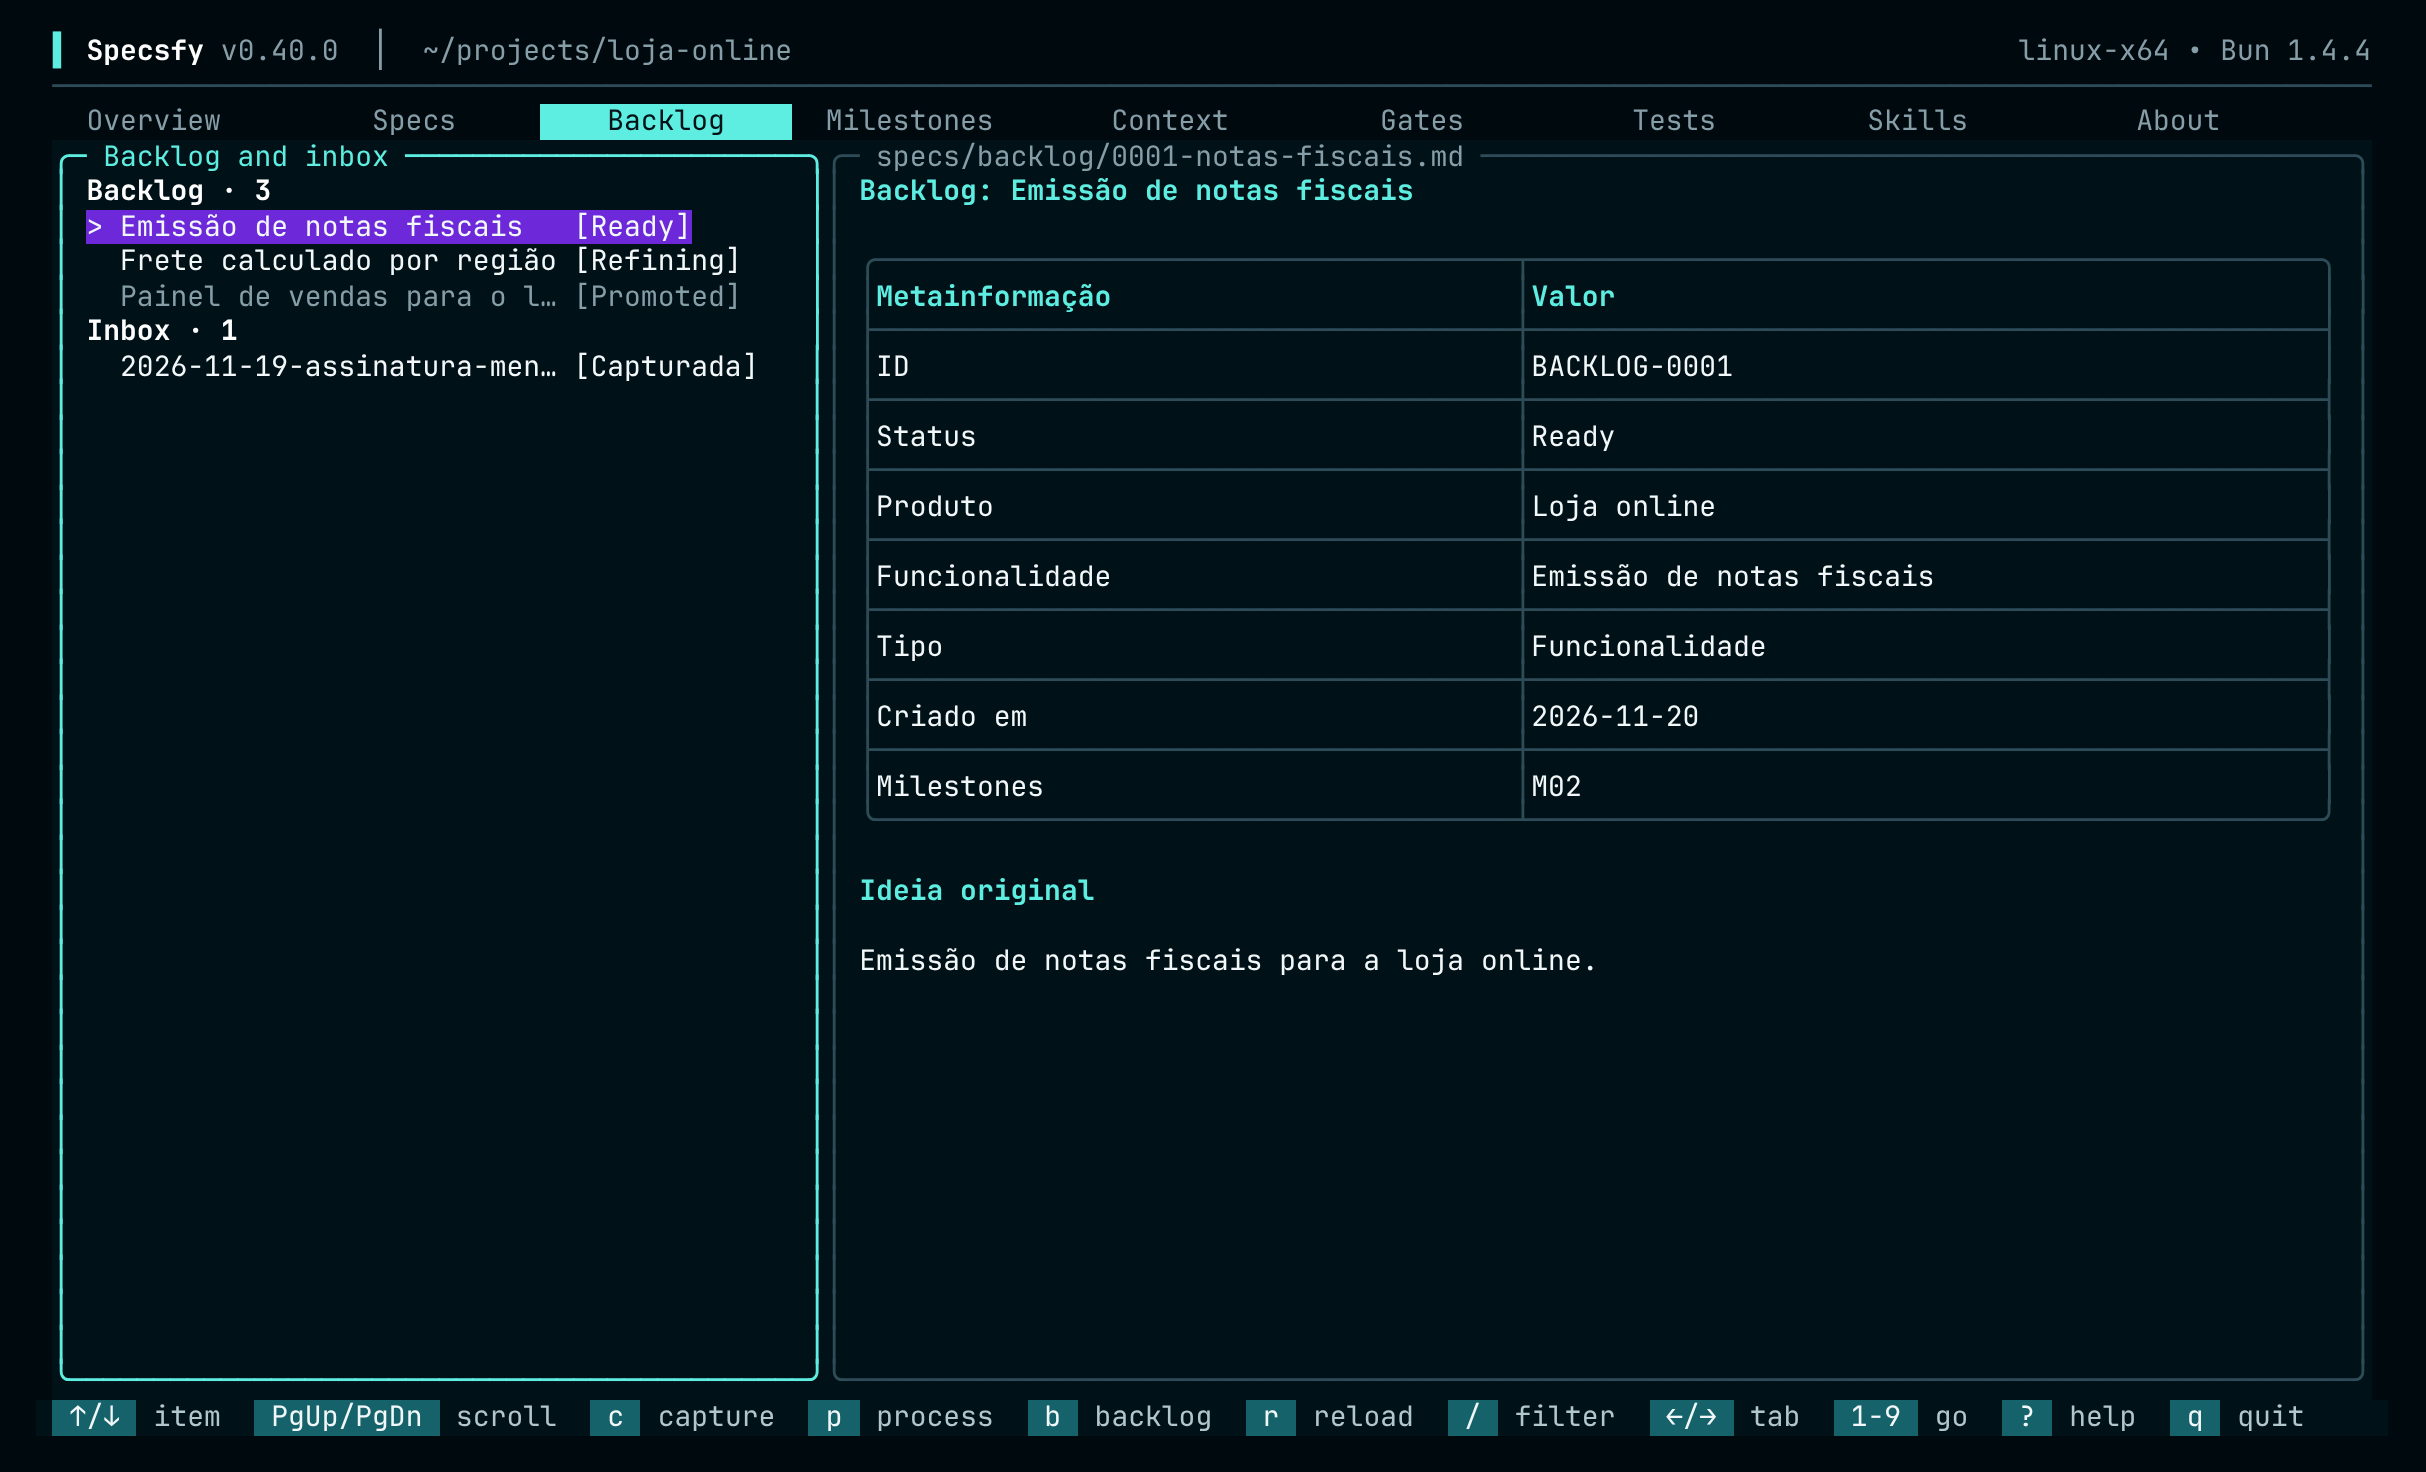 Specsfy v0.40.0 │ ~/projects/loja-online linux-x64 • Bun 1.4.4
Overview Specs Backlog Milestones Context Gates Tests Skills About
Backlog and inbox
Backlog · 3
> Emissão de notas fiscais [Ready]
Frete calculado por região [Refining]
Painel de vendas para o l… [Promoted]
Inbox · 1
2026-11-19-assinatura-men… [Capturada]
specs/backlog/0001-notas-fiscais.md
Backlog: Emissão de notas fiscais
Metainformação Valor
ID BACKLOG-0001
Status Ready
Produto Loja online
Funcionalidade Emissão de notas fiscais
Tipo Funcionalidade
Criado em 2026-11-20
Milestones M02
Ideia original
Emissão de notas fiscais para a loja online.
↑/↓ item PgUp/PgDn scroll c capture p process b backlog r reload / filter ←/→ tab 1-9 go ? help q quit